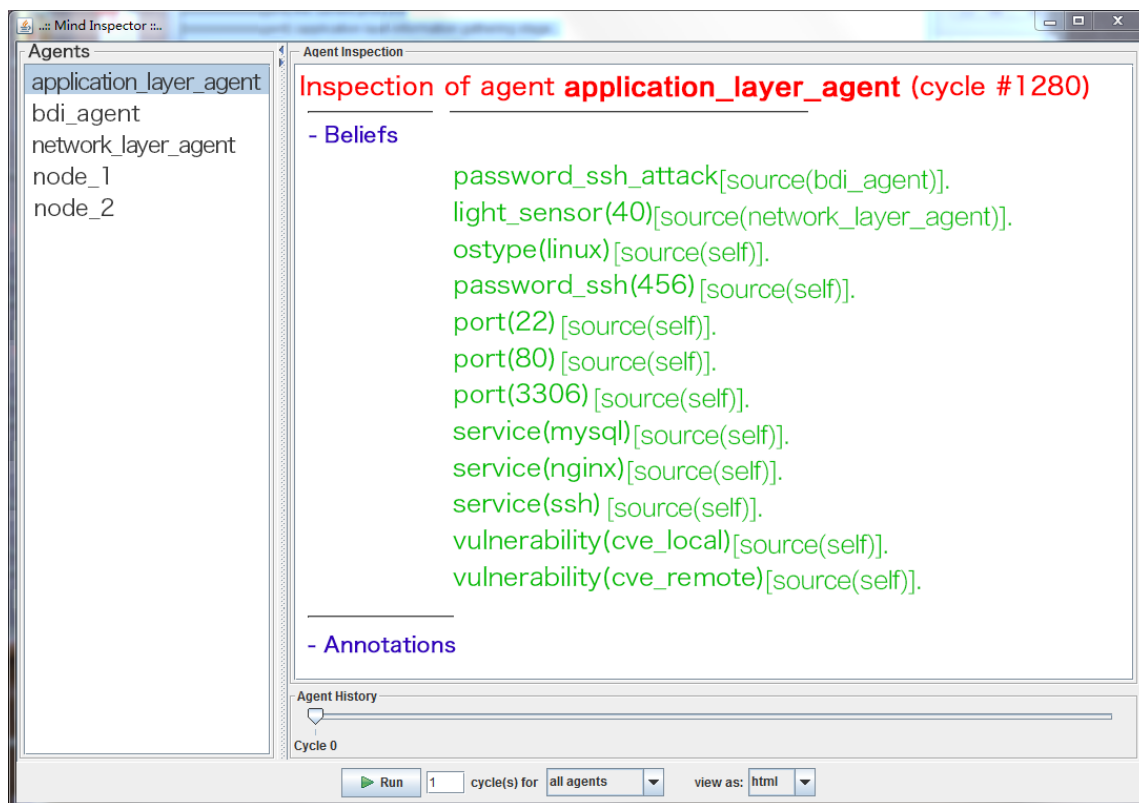 ..:: Mind Inspector ::..
Agents
application_layer_agent
bdi_agent
network_layer_agent
node_1
node_2
Agent Inspection
Inspection of agent application_layer_agent (cycle #1280)
- Beliefs
password_ssh_attack[source(bdi_agent)].
light_sensor(40)[source(network_layer_agent)].
ostype(linux)[source(self)].
password_ssh(456)[source(self)].
port(22)[source(self)].
port(80)[source(self)].
port(3306)[source(self)].
service(mysql)[source(self)].
service(nginx)[source(self)].
service(ssh)[source(self)].
vulnerability(cve_local)[source(self)].
vulnerability(cve_remote)[source(self)].
- Annotations
Agent History
Cycle 0
Run 1 cycle(s) for all agents view as: html